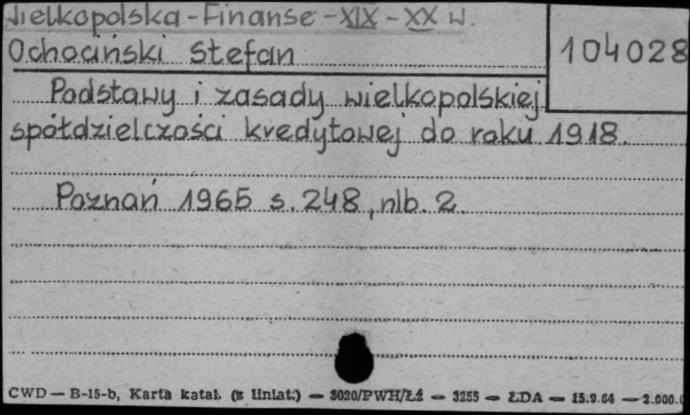 Wielkopolska - Finanse - XIX - XX w.
Ochociński Stefan
104028
Podstawy i zasady wielkopolskiej
spółdzielczości kredytowej do roku 1918.
Poznań 1965 s. 248, nlb. 2
CWD — B-15-b, Karta katal. (z liniat.) — 3020/PWH/Łź — 3255 — ŁDA — 15.9.64 — 2.000.0